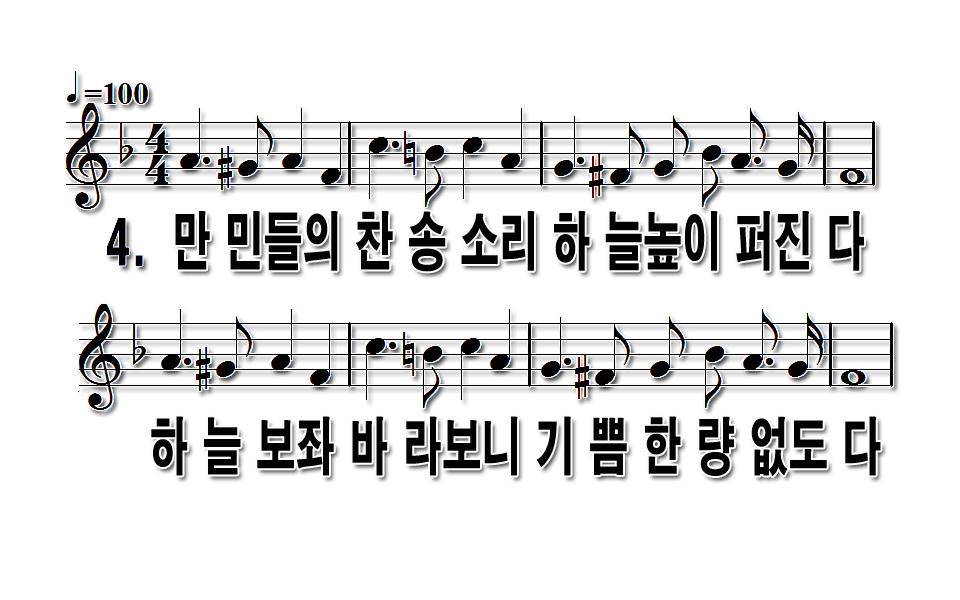 ♩=100
4. 만 민들의 찬 송 소리 하 늘높이 퍼진 다
하 늘 보좌 바 라보니 기 쁨 한 량 없도 다